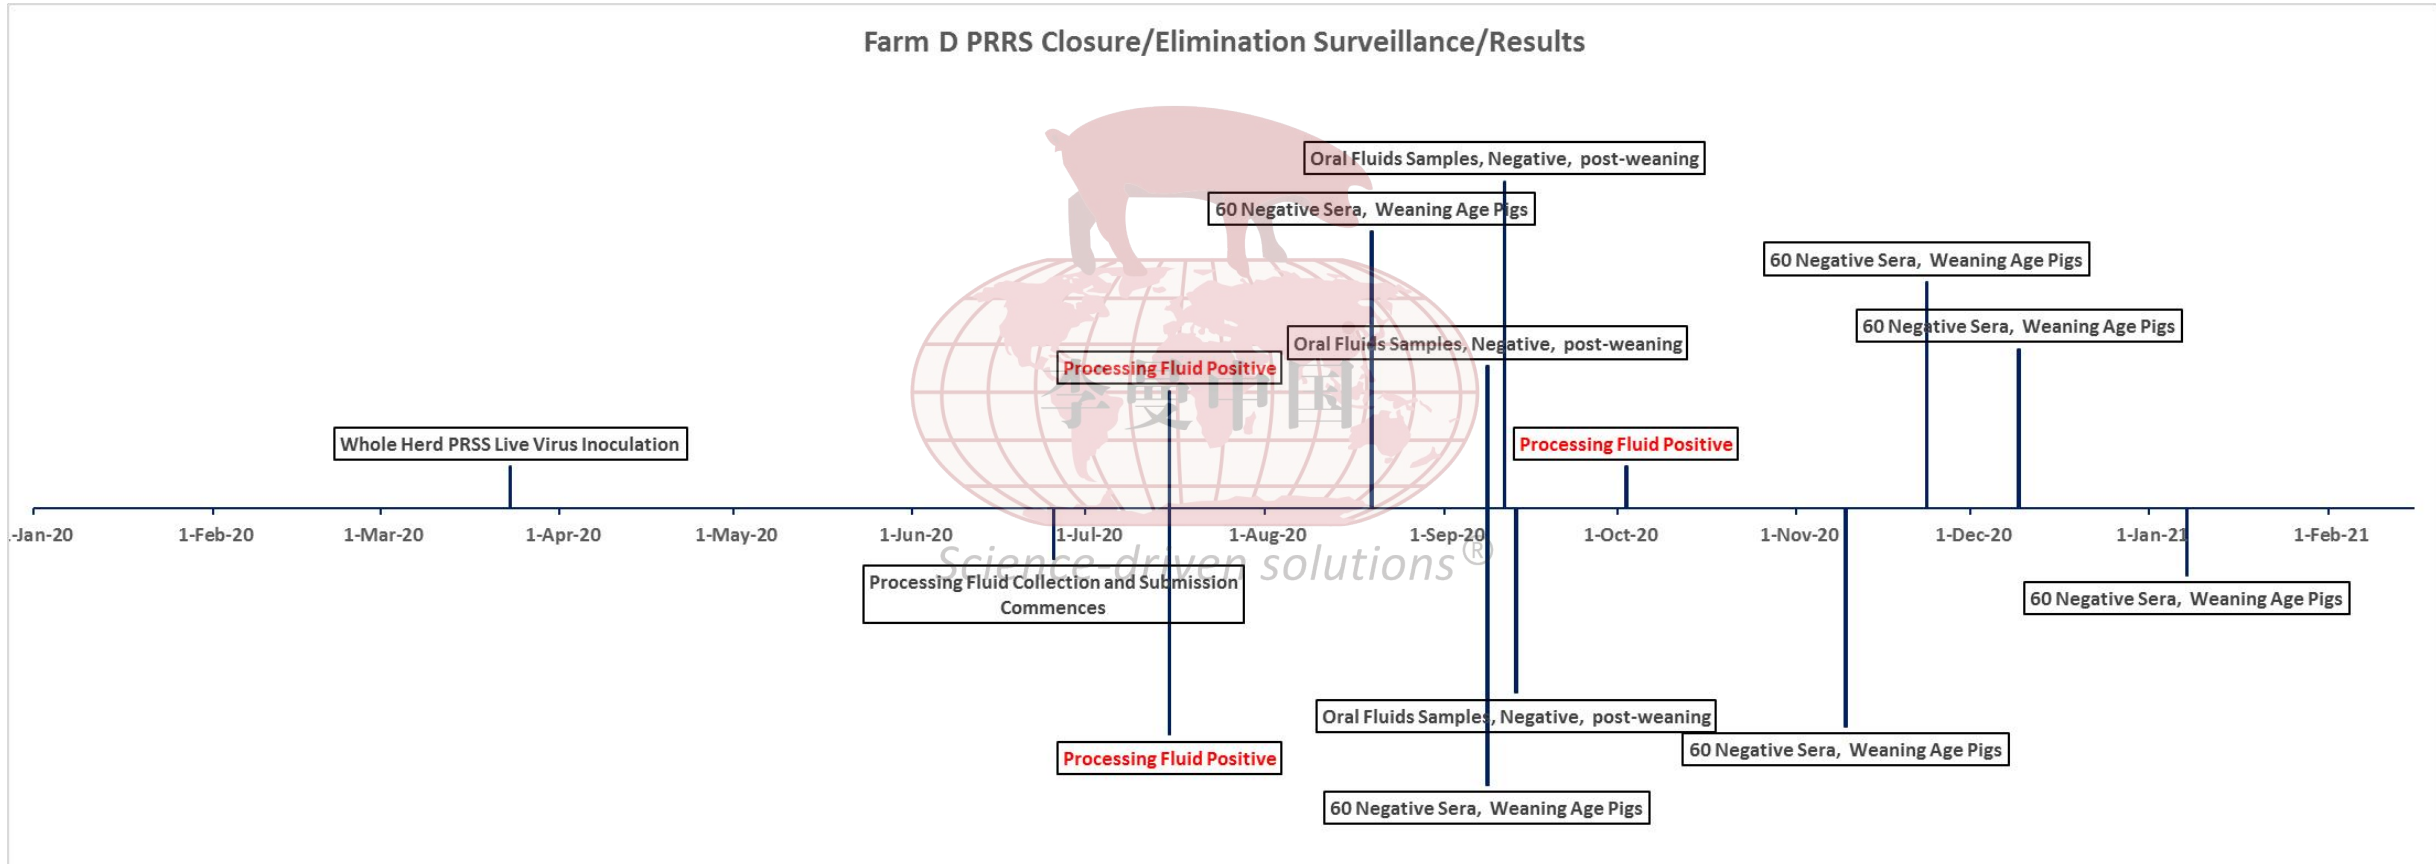 Farm D PRRS Closure/Elimination Surveillance/Results
Oral Fluids Samples, Negative, post-weaning
60 Negative Sera, Weaning Age Pigs
60 Negative Sera, Weaning Age Pigs
60 Negative Sera, Weaning Age Pigs
Oral Fluids Samples, Negative, post-weaning
Processing Fluid Positive
李曼中国
Whole Herd PRSS Live Virus Inoculation
Processing Fluid Positive
-Jan-20 1-Feb-20 1-Mar-20 1-Apr-20 1-May-20 1-Jun-20 1-Jul-20 1-Aug-20 1-Sep-20 1-Oct-20 1-Nov-20 1-Dec-20 1-Jan-21 1-Feb-21
Science-driven solutions®
Processing Fluid Collection and Submission
Commences
60 Negative Sera, Weaning Age Pigs
Oral Fluids Samples, Negative, post-weaning
60 Negative Sera, Weaning Age Pigs
Processing Fluid Positive
60 Negative Sera, Weaning Age Pigs